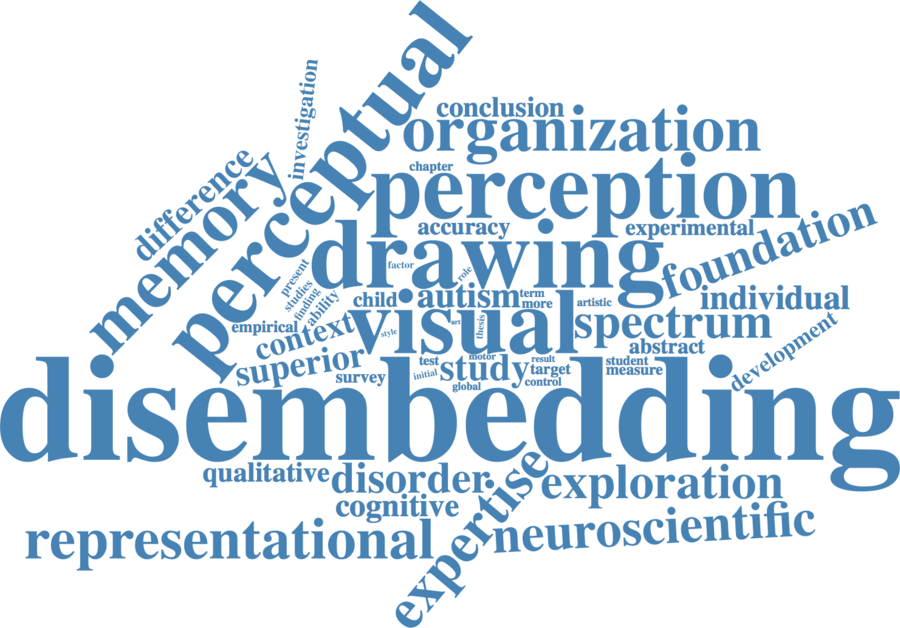 perceptual
investigation
conclusion
organization
difference
memory
chapter
perception
accuracy
experimental
foundation
drawing
factor
role
present
studies
finding
ability
child
autism
term
more
artistic
individual
empirical
context
style
visual
art
thesis
spectrum
abstract
development
superior
survey
test
initial
motor
study
global
result
target
control
student
measure
disembedding
qualitative
disorder
cognitive
expertise
exploration
representational
neuroscientific